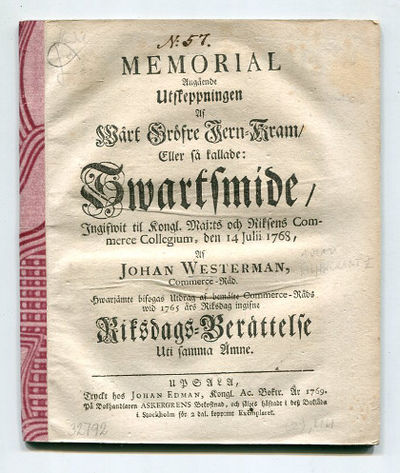 N:57.
MEMORIAL
Angående
Utskeppningen
Af
Wårt Gröfre Jern-Kram/
Eller så kallade:
Swartsmide/
Ingifwit til Kongl. Maj:ts och Riksens Com-
merce Collegium, den 14 Julii 1768,
Af
JOHAN WESTERMAN,
Commerce-Råd.
Hwarjämte bifogas Utdrag af bemälte Commerce-Råds
wid 1765 års Riksdag ingifne
Riksdags-Berättelse
Uti samma Ämne.
UPSALA,
Tryckt hos JOHAN EDMAN, Kongl. Ac. Boktr. År 1769.
På Bokhandlaren ASKERGRENS Bekostnad, och säljes häftadt i deß Boklåda
i Stockholm för 2 dal. koppme Exemplaret.
32792